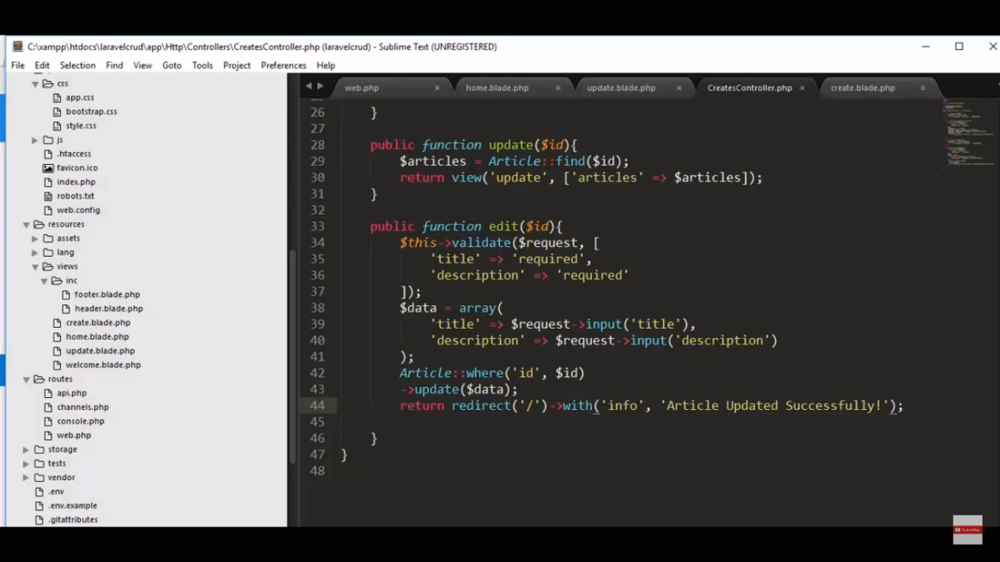 C:\xampp\htdocs\laravelcrud\app\Http\Controllers\CreatesController.php (laravelcrud) - Sublime Text (UNREGISTERED)
File Edit Selection Find View Goto Tools Project Preferences Help
css
app.css
bootstrap.css
style.css
js
.htaccess
favicon.ico
index.php
robots.txt
web.config
resources
assets
lang
views
inc
footer.blade.php
header.blade.php
create.blade.php
home.blade.php
update.blade.php
welcome.blade.php
routes
api.php
channels.php
console.php
web.php
storage
tests
vendor
.env
.env.example
.gitattributes
web.php home.blade.php update.blade.php CreatesController.php create.blade.php
26 }
27
28 public function update($id){
29 $articles = Article::find($id);
30 return view('update', ['articles' => $articles]);
31 }
32
33 public function edit($id){
34 $this->validate($request, [
35 'title' => 'required',
36 'description' => 'required'
37 ]);
38 $data = array(
39 'title' => $request->input('title'),
40 'description' => $request->input('description')
41 );
42 Article::where('id', $id)
43 ->update($data);
44 return redirect('/')->with('info', 'Article Updated Successfully!');
45
46 }
47 }
48
Subscribe